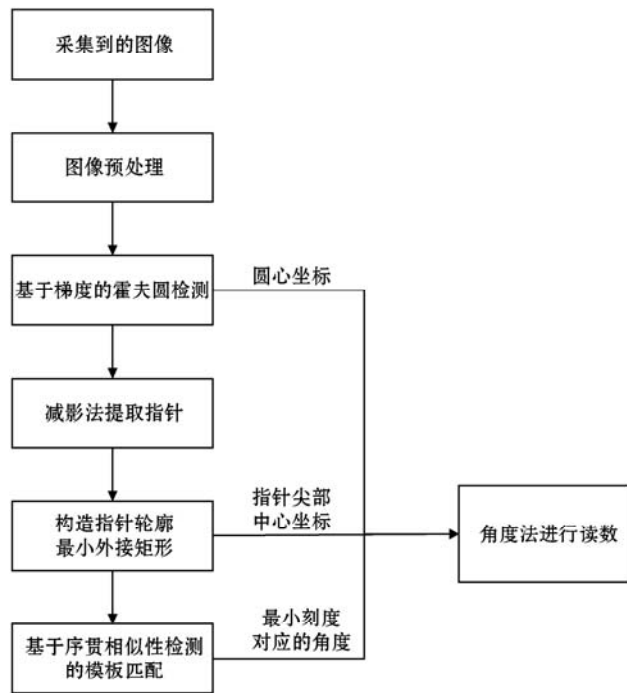 采集到的图像
图像预处理
基于梯度的霍夫圆检测
圆心坐标
减影法提取指针
构造指针轮廓
最小外接矩形
指针尖部
中心坐标
角度法进行读数
基于序贯相似性检测
的模板匹配
最小刻度
对应的角度